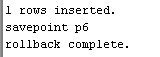 1 rows inserted.
savepoint p6
rollback complete.